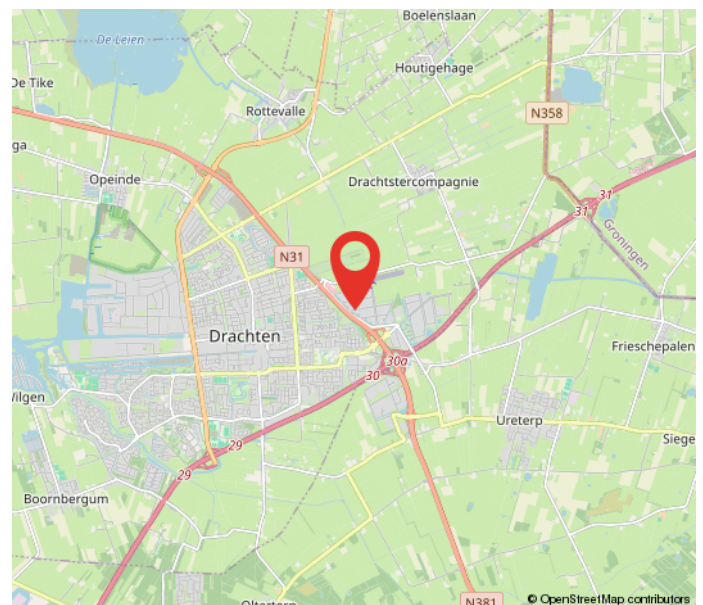 Boelenslaan
De Leien
Houtigehage
De Tike
Rottevalle
N358
ga
Opeinde
Drachtstercompagnie
31
31
Groningen
N31
Drachten
Frieschepalen
30a
30
Wilgen
Ureterp
29
Siege
29
Boornbergum
N381
© OpenStreetMap contributors